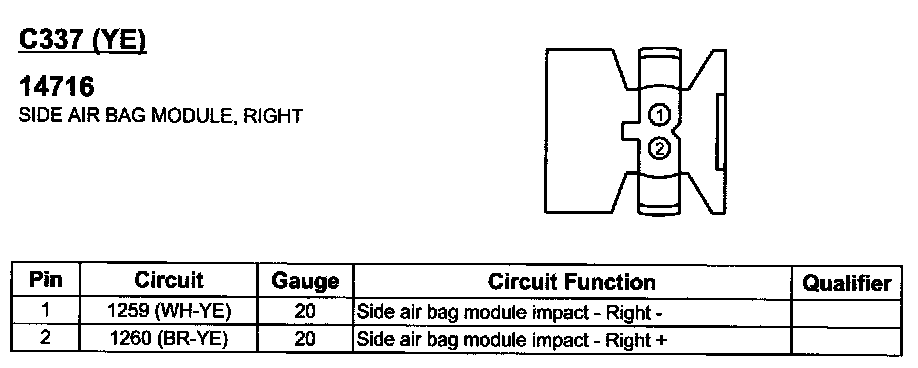 C337 (YE)
14716
SIDE AIR BAG MODULE, RIGHT
1
2
Pin Circuit Gauge Circuit Function Qualifier
1 1259 (WH-YE) 20 Side air bag module impact - Right -
2 1260 (BR-YE) 20 Side air bag module impact - Right +